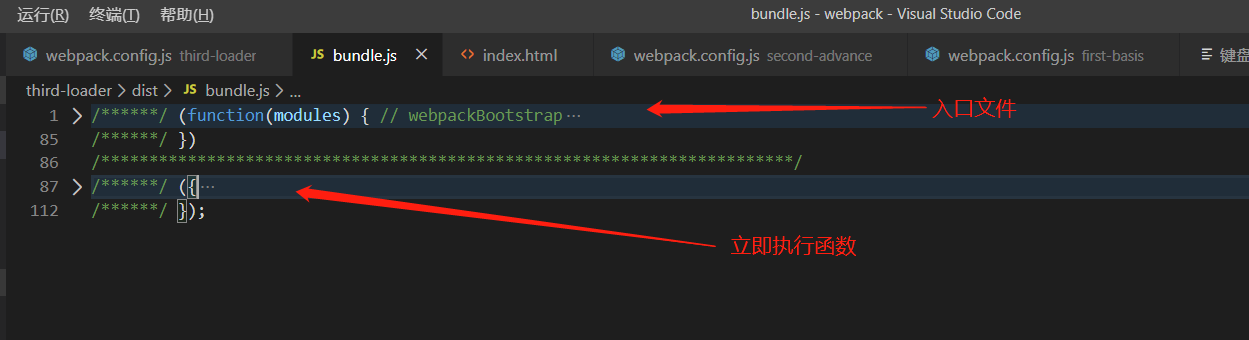 运行(R) 终端(T) 帮助(H) bundle.js - webpack - Visual Studio Code
webpack.config.js third-loader JS bundle.js index.html webpack.config.js second-advance webpack.config.js first-basis 键盘
third-loader > dist > JS bundle.js > ...
1 /******/ (function(modules) { // webpackBootstrap ...
入口文件
85 /******/ })
86 /************************************************************************/
87 /******/ ({...
112 /******/ });
立即执行函数